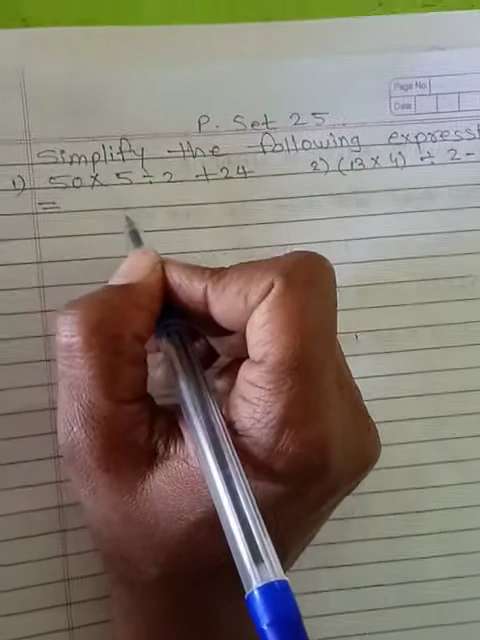 Page No
Date
P. Set 25.
Simplify the following express
1) 50 × 5 ÷ 2 + 24 2) (13 × 4) ÷ 2 -
=